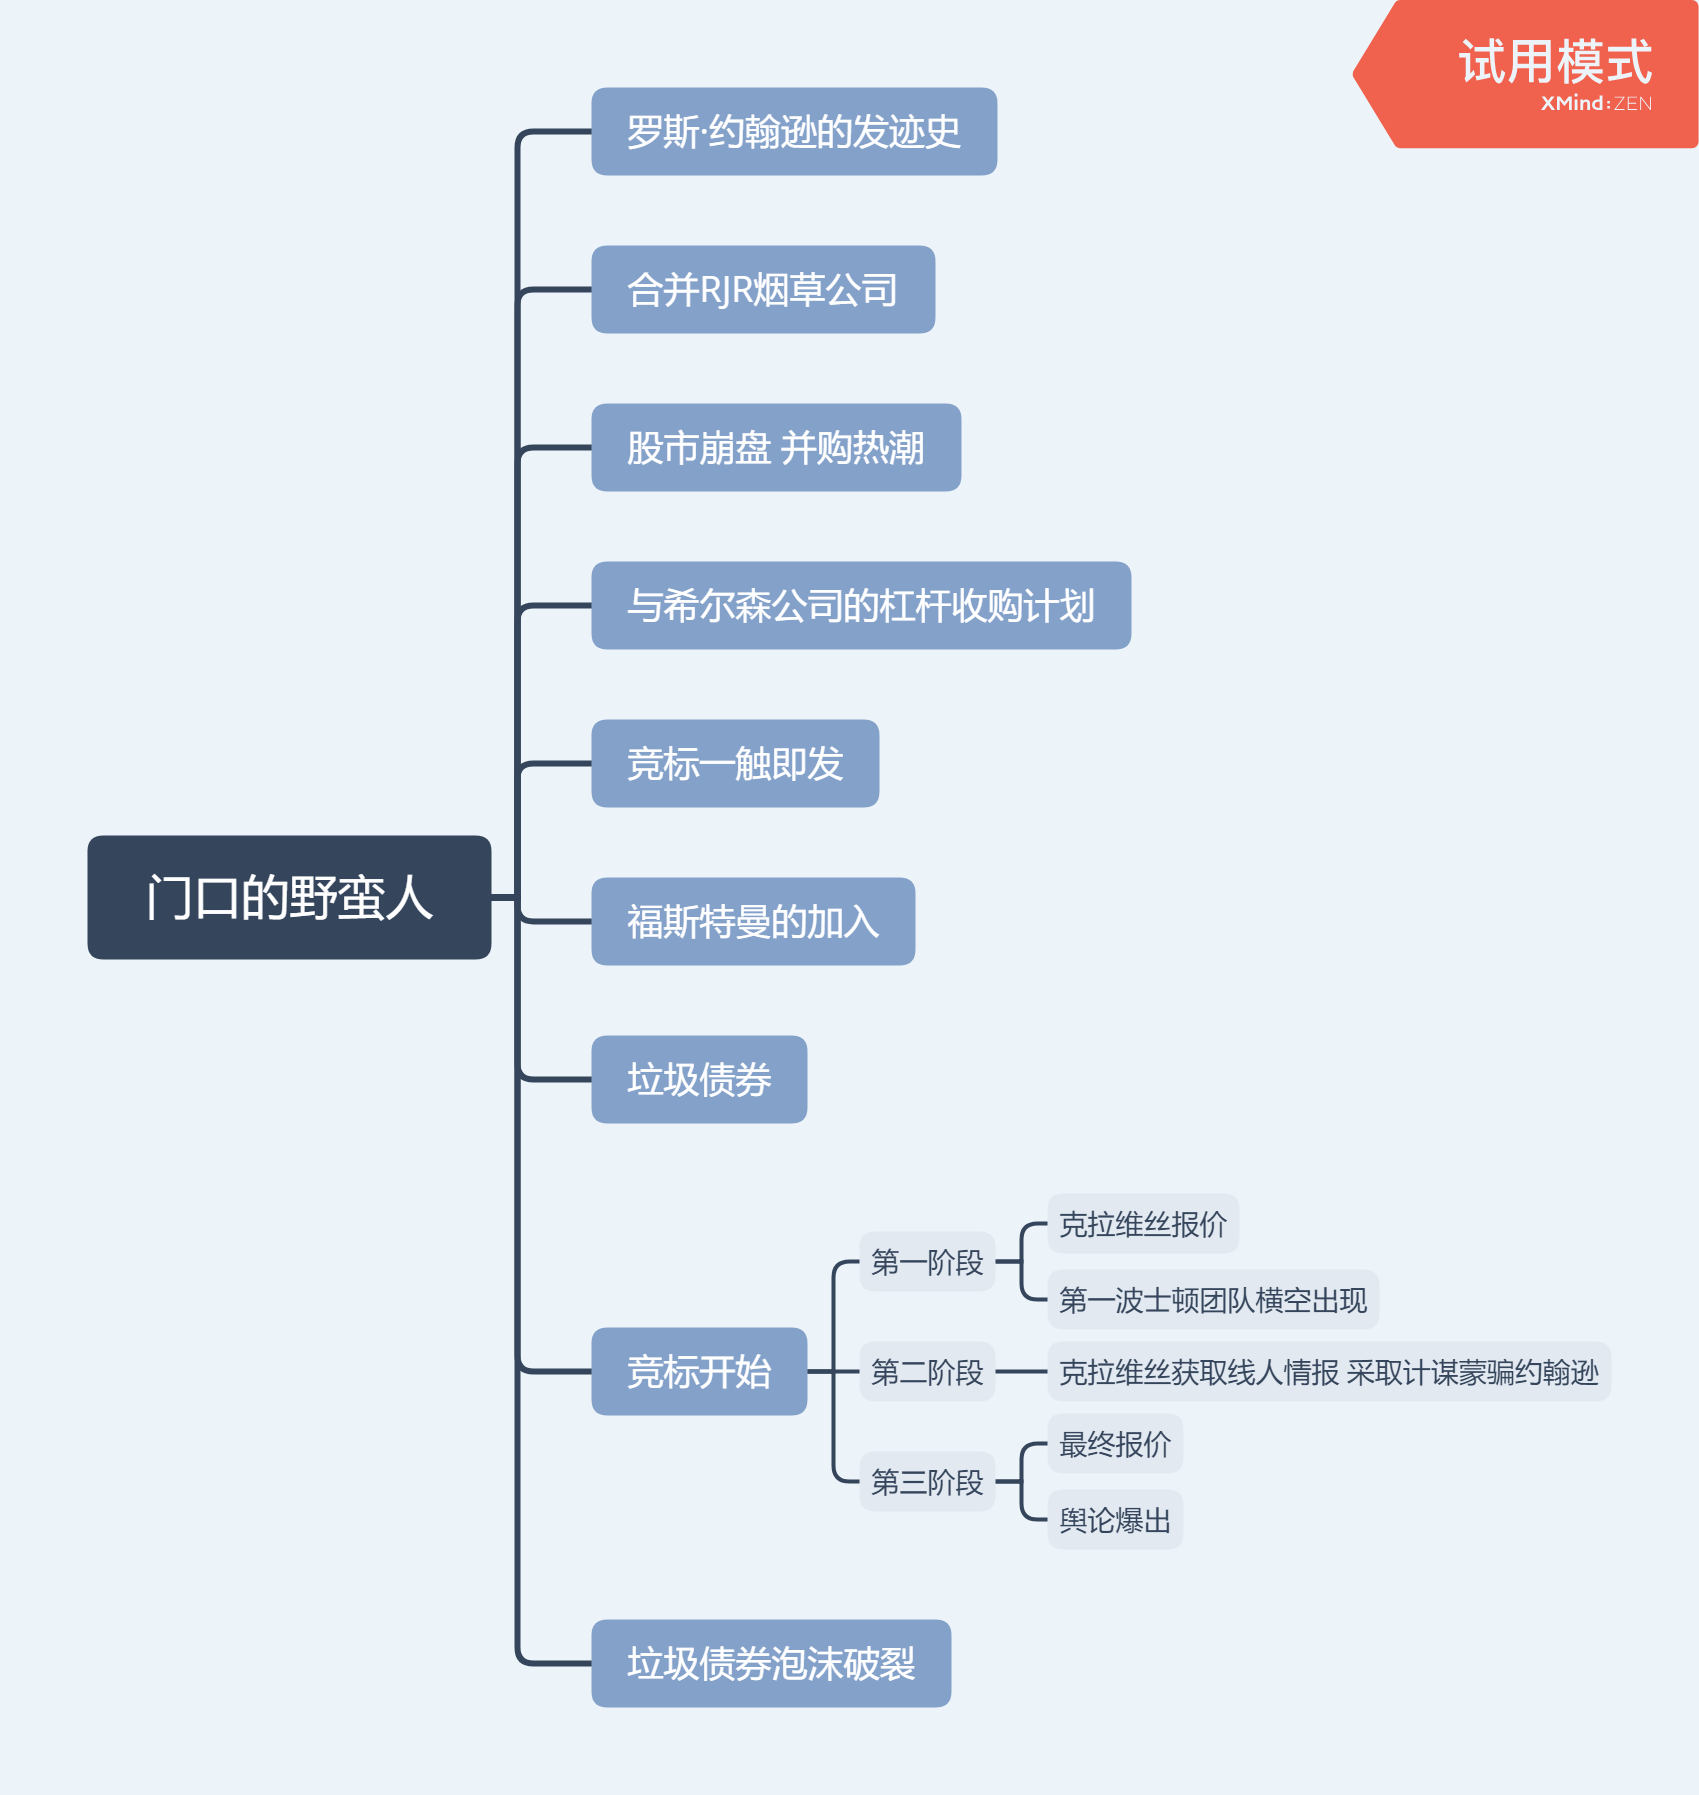 试用模式
XMind:ZEN
罗斯·约翰逊的发迹史
合并RJR烟草公司
股市崩盘 并购热潮
与希尔森公司的杠杆收购计划
竞标一触即发
门口的野蛮人
福斯特曼的加入
垃圾债券
竞标开始
第一阶段
克拉维丝报价
第一波士顿团队横空出现
第二阶段
克拉维丝获取线人情报 采取计谋蒙骗约翰逊
第三阶段
最终报价
舆论爆出
垃圾债券泡沫破裂